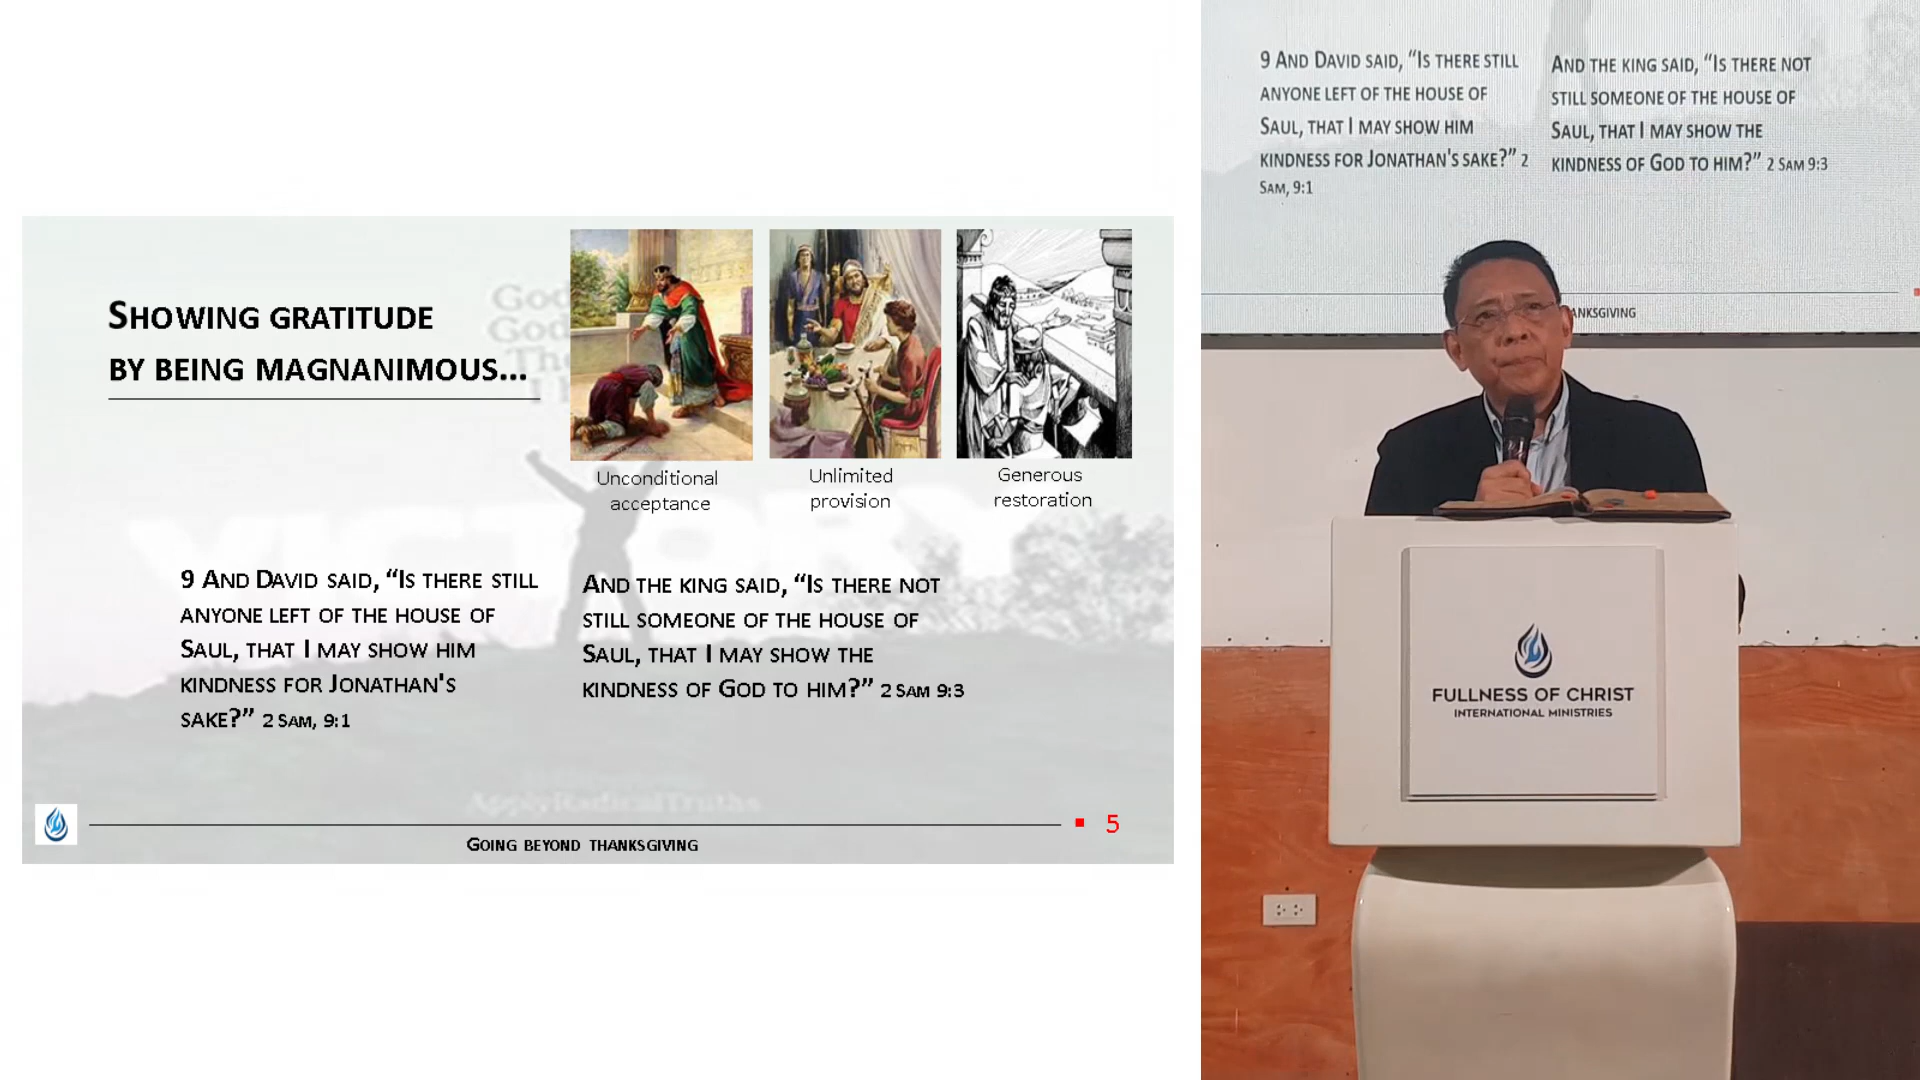 SHOWING GRATITUDE
BY BEING MAGNANIMOUS...
Unconditional
acceptance
Unlimited
provision
Generous
restoration
9 AND DAVID SAID, “IS THERE STILL
ANYONE LEFT OF THE HOUSE OF
SAUL, THAT I MAY SHOW HIM
KINDNESS FOR JONATHAN'S
SAKE?” 2 SAM, 9:1
AND THE KING SAID, “IS THERE NOT
STILL SOMEONE OF THE HOUSE OF
SAUL, THAT I MAY SHOW THE
KINDNESS OF GOD TO HIM?” 2 SAM 9:3
VICTORY
ApplyRadicalTruths
GOING BEYOND THANKSGIVING
5
9 AND DAVID SAID, “IS THERE STILL
ANYONE LEFT OF THE HOUSE OF
SAUL, THAT I MAY SHOW HIM
KINDNESS FOR JONATHAN'S SAKE?” 2
SAM, 9:1
AND THE KING SAID, “IS THERE NOT
STILL SOMEONE OF THE HOUSE OF
SAUL, THAT I MAY SHOW THE
KINDNESS OF GOD TO HIM?” 2 SAM 9:3
ANKSGIVING
FULLNESS OF CHRIST
INTERNATIONAL MINISTRIES